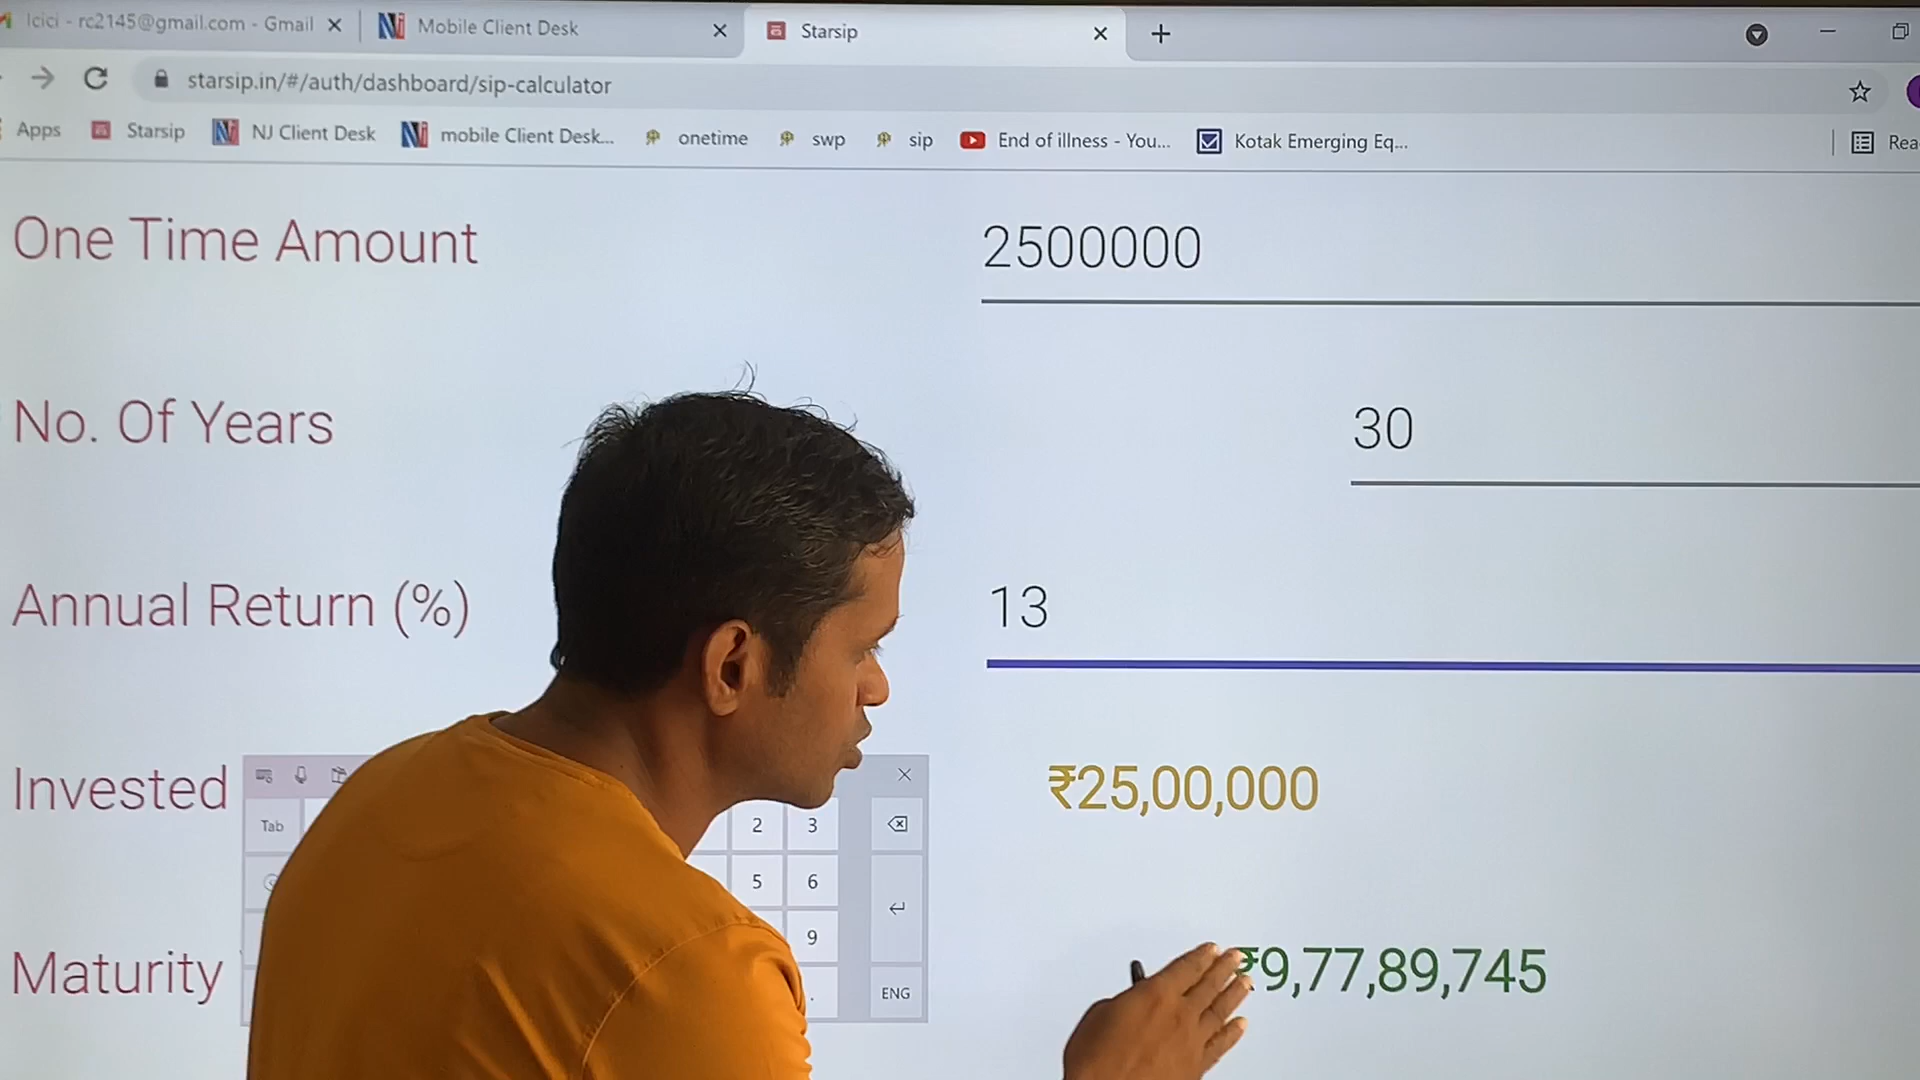 Icici - rc2145@gmail.com - Gmail
Mobile Client Desk
Starsip
starsip.in/#/auth/dashboard/sip-calculator
Apps Starsip NJ Client Desk mobile Client Desk... onetime swp sip End of illness - You... Kotak Emerging Eq... Rea
One Time Amount 2500000
No. Of Years 30
Annual Return (%) 13
Invested ₹25,00,000
Maturity ₹9,77,89,745
Tab 2 3
5 6
9
. ENG